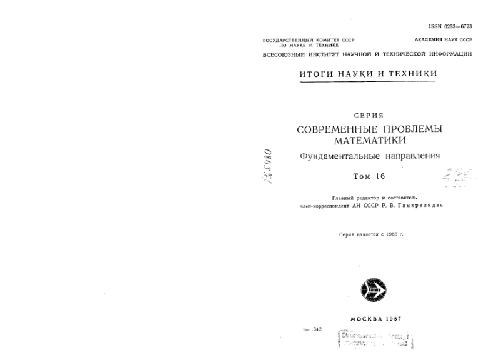 ISSN 0233—6723
ГОСУДАРСТВЕННЫЙ КОМИТЕТ СССР
ПО НАУКЕ И ТЕХНИКЕ
АКАДЕМИЯ НАУК СССР
ВСЕСОЮЗНЫЙ ИНСТИТУТ НАУЧНОЙ И ТЕХНИЧЕСКОЙ ИНФОРМАЦИИ
ИТОГИ НАУКИ И ТЕХНИКИ
СЕРИЯ
СОВРЕМЕННЫЕ ПРОБЛЕМЫ
МАТЕМАТИКИ
Фундаментальные направления
Том 16
Главный редактор и составитель,
член-корреспондент АН СССР Р. В. Гамкрелидзе
Серия издается с 1985 г.
МОСКВА 1987